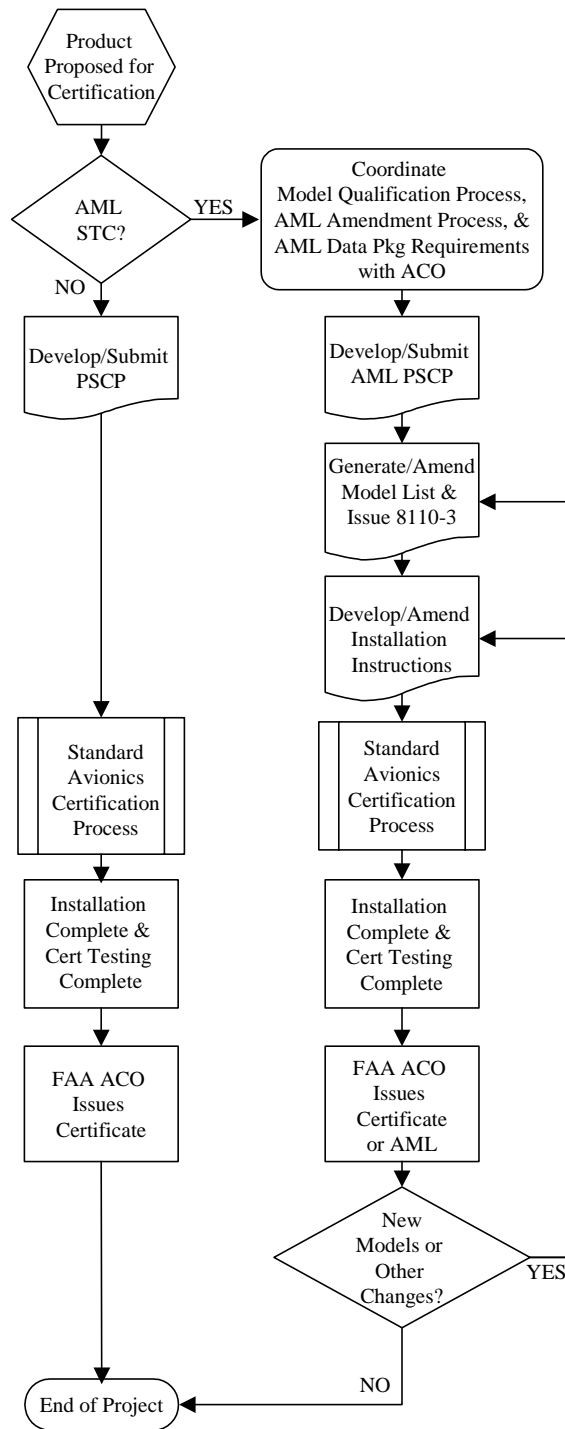 Product
Proposed for
Certification
AML
STC?
YES
NO
Coordinate
Model Qualification Process,
AML Amendment Process, &
AML Data Pkg Requirements
with ACO
Develop/Submit
PSCP
Develop/Submit
AML PSCP
Generate/Amend
Model List &
Issue 8110-3
Develop/Amend
Installation
Instructions
Standard
Avionics
Certification
Process
Standard
Avionics
Certification
Process
Installation
Complete &
Cert Testing
Complete
Installation
Complete &
Cert Testing
Complete
FAA ACO
Issues
Certificate
FAA ACO
Issues
Certificate
or AML
New
Models or
Other
Changes?
YES
NO
End of Project